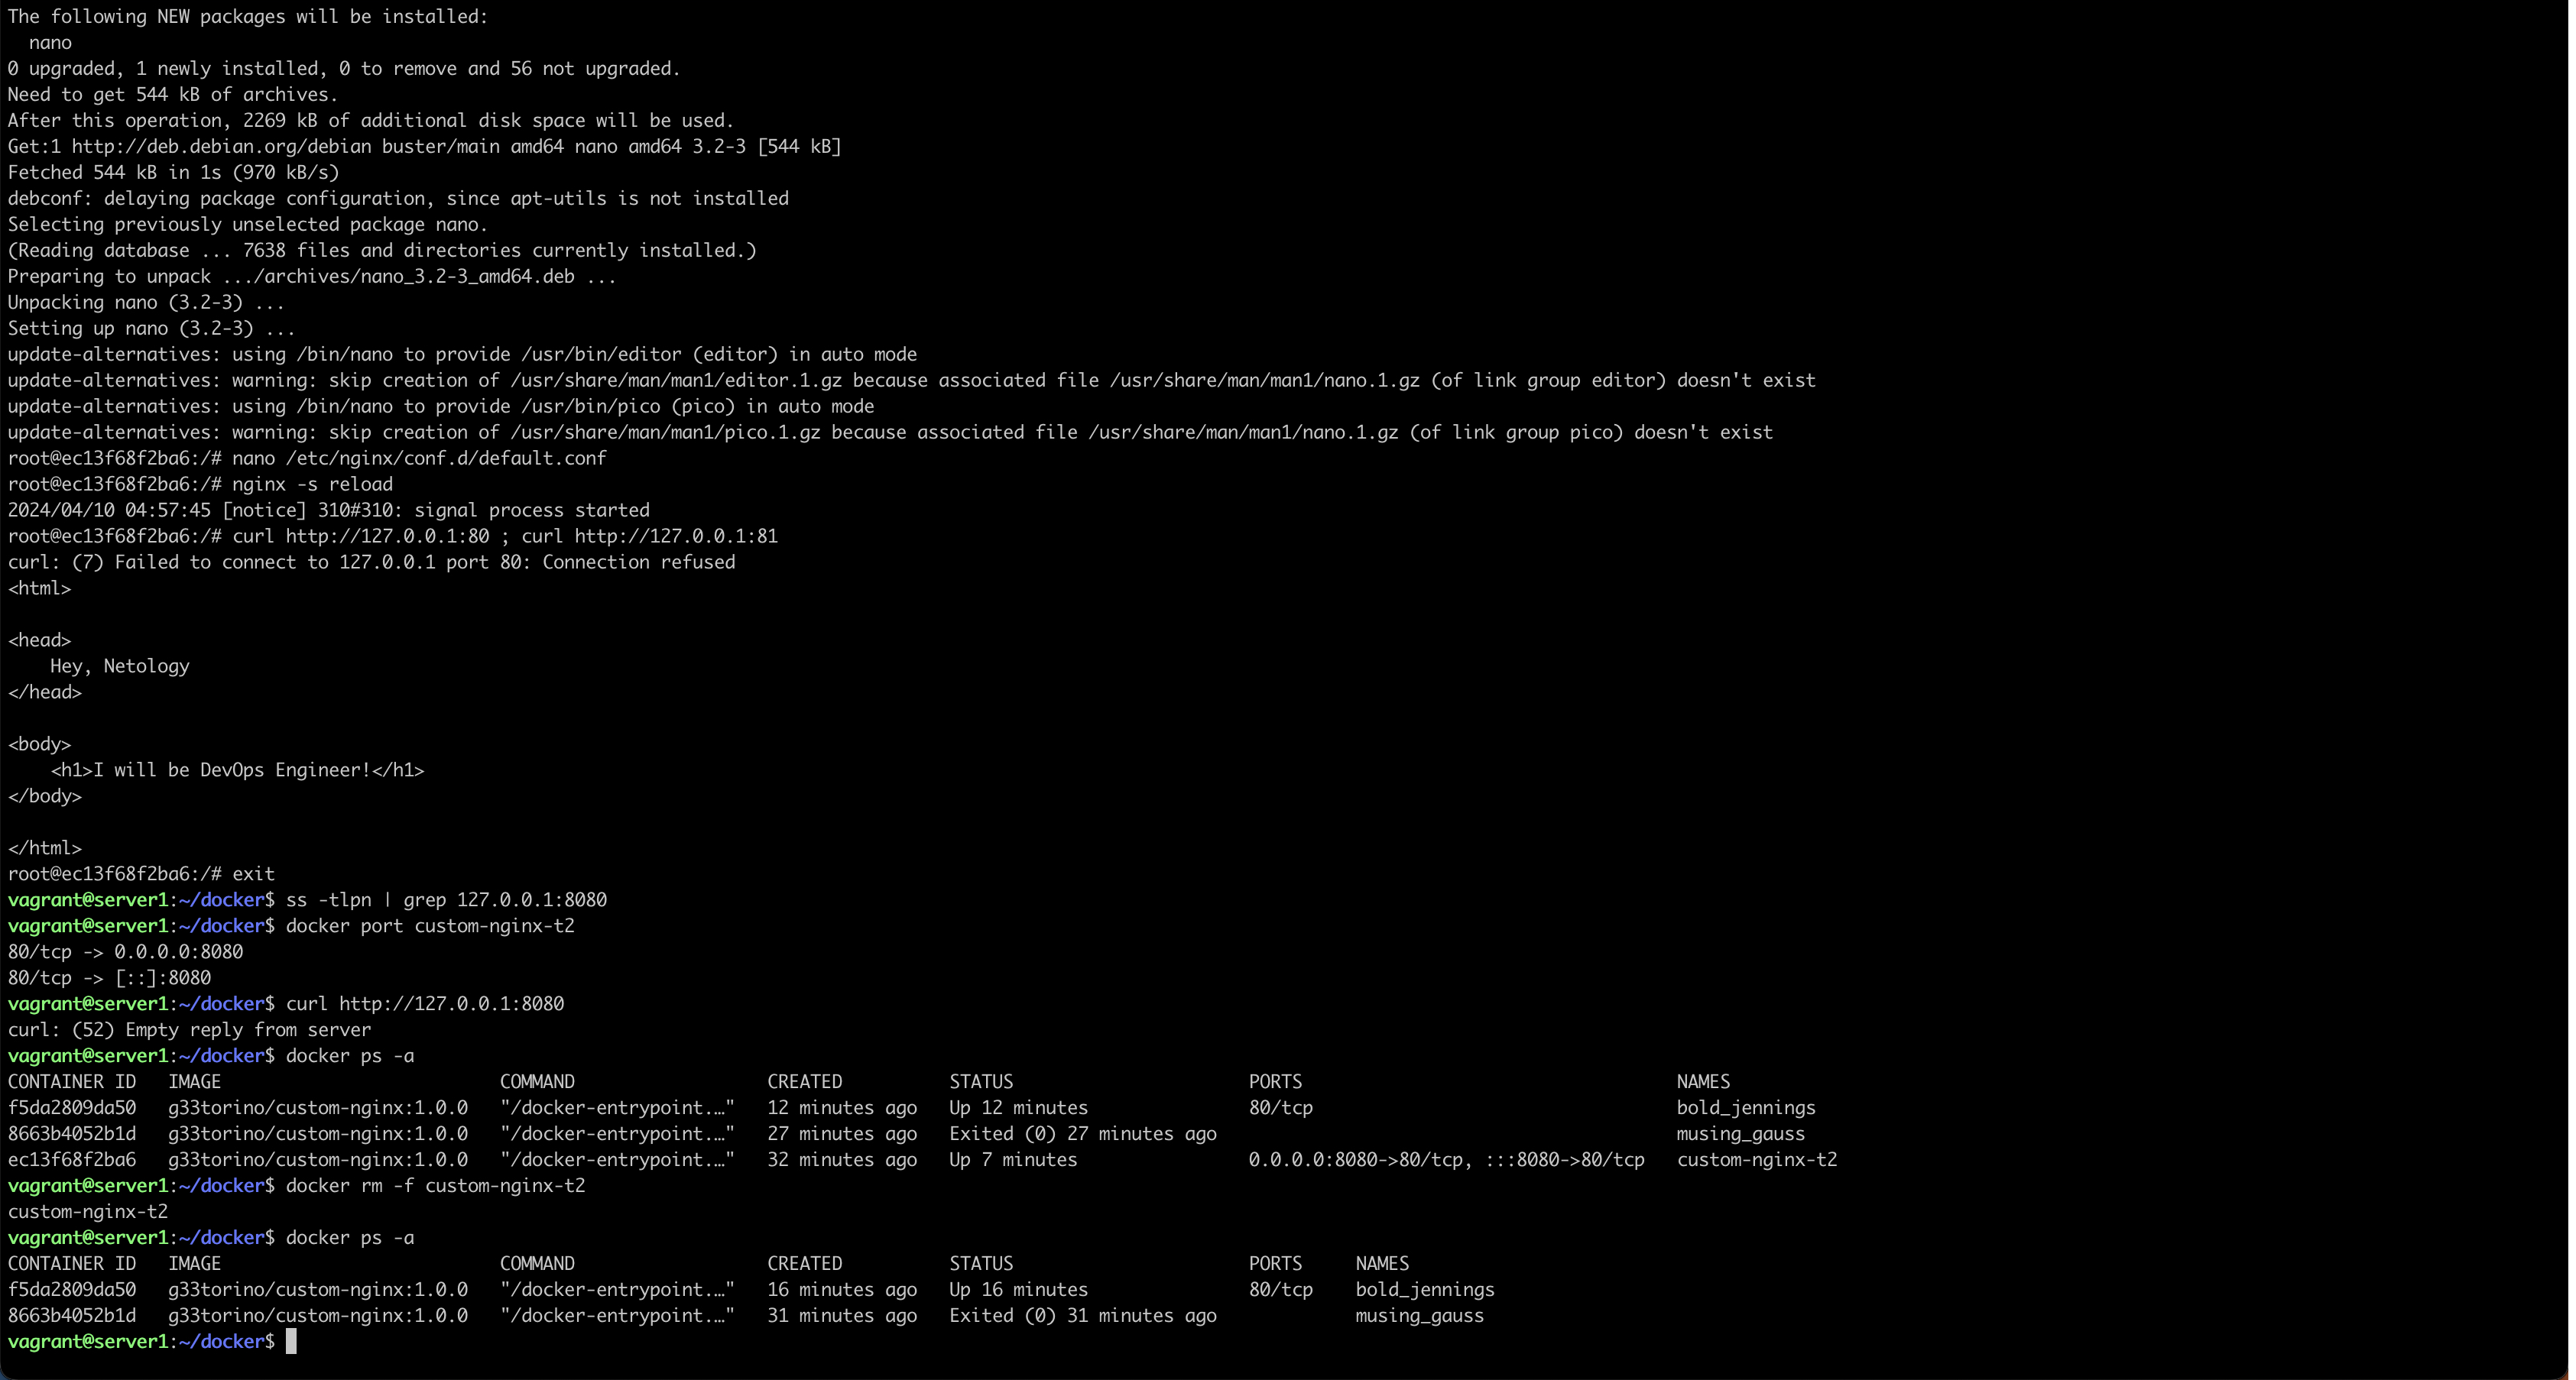 The following NEW packages will be installed:
  nano
0 upgraded, 1 newly installed, 0 to remove and 56 not upgraded.
Need to get 544 kB of archives.
After this operation, 2269 kB of additional disk space will be used.
Get:1 http://deb.debian.org/debian buster/main amd64 nano amd64 3.2-3 [544 kB]
Fetched 544 kB in 1s (970 kB/s)
debconf: delaying package configuration, since apt-utils is not installed
Selecting previously unselected package nano.
(Reading database ... 7638 files and directories currently installed.)
Preparing to unpack .../archives/nano_3.2-3_amd64.deb ...
Unpacking nano (3.2-3) ...
Setting up nano (3.2-3) ...
update-alternatives: using /bin/nano to provide /usr/bin/editor (editor) in auto mode
update-alternatives: warning: skip creation of /usr/share/man/man1/editor.1.gz because associated file /usr/share/man/man1/nano.1.gz (of link group editor) doesn't exist
update-alternatives: using /bin/nano to provide /usr/bin/pico (pico) in auto mode
update-alternatives: warning: skip creation of /usr/share/man/man1/pico.1.gz because associated file /usr/share/man/man1/nano.1.gz (of link group pico) doesn't exist
root@ec13f68f2ba6:/# nano /etc/nginx/conf.d/default.conf
root@ec13f68f2ba6:/# nginx -s reload
2024/04/10 04:57:45 [notice] 310#310: signal process started
root@ec13f68f2ba6:/# curl http://127.0.0.1:80 ; curl http://127.0.0.1:81
curl: (7) Failed to connect to 127.0.0.1 port 80: Connection refused
<html>

<head>
    Hey, Netology
</head>

<body>
    <h1>I will be DevOps Engineer!</h1>
</body>

</html>
root@ec13f68f2ba6:/# exit
vagrant@server1:~/docker$ ss -tlpn | grep 127.0.0.1:8080
vagrant@server1:~/docker$ docker port custom-nginx-t2
80/tcp -> 0.0.0.0:8080
80/tcp -> [::]:8080
vagrant@server1:~/docker$ curl http://127.0.0.1:8080
curl: (52) Empty reply from server
vagrant@server1:~/docker$ docker ps -a
CONTAINER ID   IMAGE                          COMMAND                  CREATED          STATUS                      PORTS                                   NAMES
f5da2809da50   g33torino/custom-nginx:1.0.0   "/docker-entrypoint.…"   12 minutes ago   Up 12 minutes               80/tcp                                  bold_jennings
8663b4052b1d   g33torino/custom-nginx:1.0.0   "/docker-entrypoint.…"   27 minutes ago   Exited (0) 27 minutes ago                                           musing_gauss
ec13f68f2ba6   g33torino/custom-nginx:1.0.0   "/docker-entrypoint.…"   32 minutes ago   Up 7 minutes                0.0.0.0:8080->80/tcp, :::8080->80/tcp   custom-nginx-t2
vagrant@server1:~/docker$ docker rm -f custom-nginx-t2
custom-nginx-t2
vagrant@server1:~/docker$ docker ps -a
CONTAINER ID   IMAGE                          COMMAND                  CREATED          STATUS                      PORTS     NAMES
f5da2809da50   g33torino/custom-nginx:1.0.0   "/docker-entrypoint.…"   16 minutes ago   Up 16 minutes               80/tcp    bold_jennings
8663b4052b1d   g33torino/custom-nginx:1.0.0   "/docker-entrypoint.…"   31 minutes ago   Exited (0) 31 minutes ago             musing_gauss
vagrant@server1:~/docker$